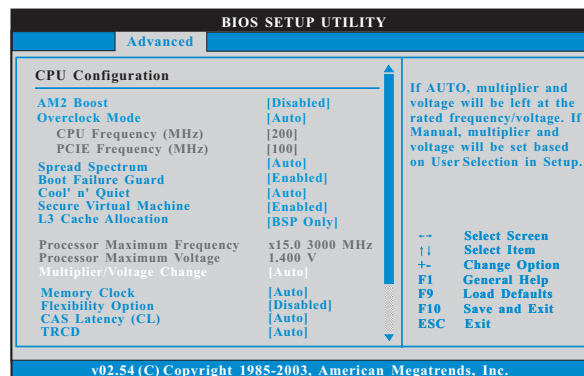 BIOS SETUP UTILITY
Advanced
CPU Configuration
AM2 Boost [Disabled]
Overclock Mode [Auto]
CPU Frequency (MHz) [200]
PCIE Frequency (MHz) [100]
Spread Spectrum [Auto]
Boot Failure Guard [Enabled]
Cool' n' Quiet [Auto]
Secure Virtual Machine [Enabled]
L3 Cache Allocation [BSP Only]
Processor Maximum Frequency x15.0 3000 MHz
Processor Maximum Voltage 1.400 V
Multiplier/Voltage Change [Auto]
Memory Clock [Auto]
Flexibility Option [Disabled]
CAS Latency (CL) [Auto]
TRCD [Auto]
If AUTO, multiplier and
voltage will be left at the
rated frequency/voltage. If
Manual, multiplier and
voltage will be set based
on User Selection in Setup.
←→ Select Screen
↑↓ Select Item
+- Change Option
F1 General Help
F9 Load Defaults
F10 Save and Exit
ESC Exit
v02.54 (C) Copyright 1985-2003, American Megatrends, Inc.